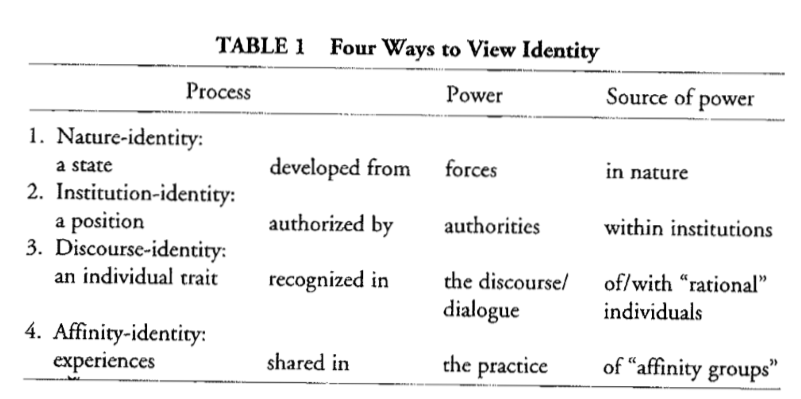 TABLE 1 Four Ways to View Identity
Process Power Source of power
1. Nature-identity:
a state developed from forces in nature
2. Institution-identity:
a position authorized by authorities within institutions
3. Discourse-identity:
an individual trait recognized in the discourse/ of/with “rational”
dialogue individuals
4. Affinity-identity:
experiences shared in the practice of “affinity groups”